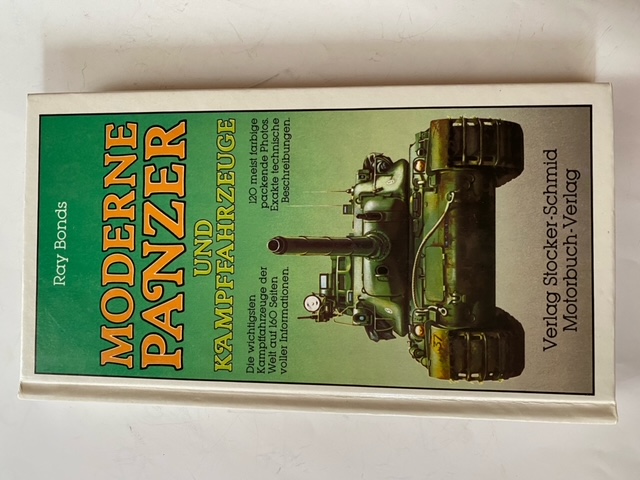 Ray Bonds
MODERNE
PANZER
UND
KAMPFFAHRZEUGE
Die wichtigsten
Kampffahrzeuge der
Welt auf 160 Seiten
voller Informationen.
120 meist farbige
packende Photos.
Exakte technische
Beschreibungen.
Verlag Stocker-Schmid
Motorbuch-Verlag